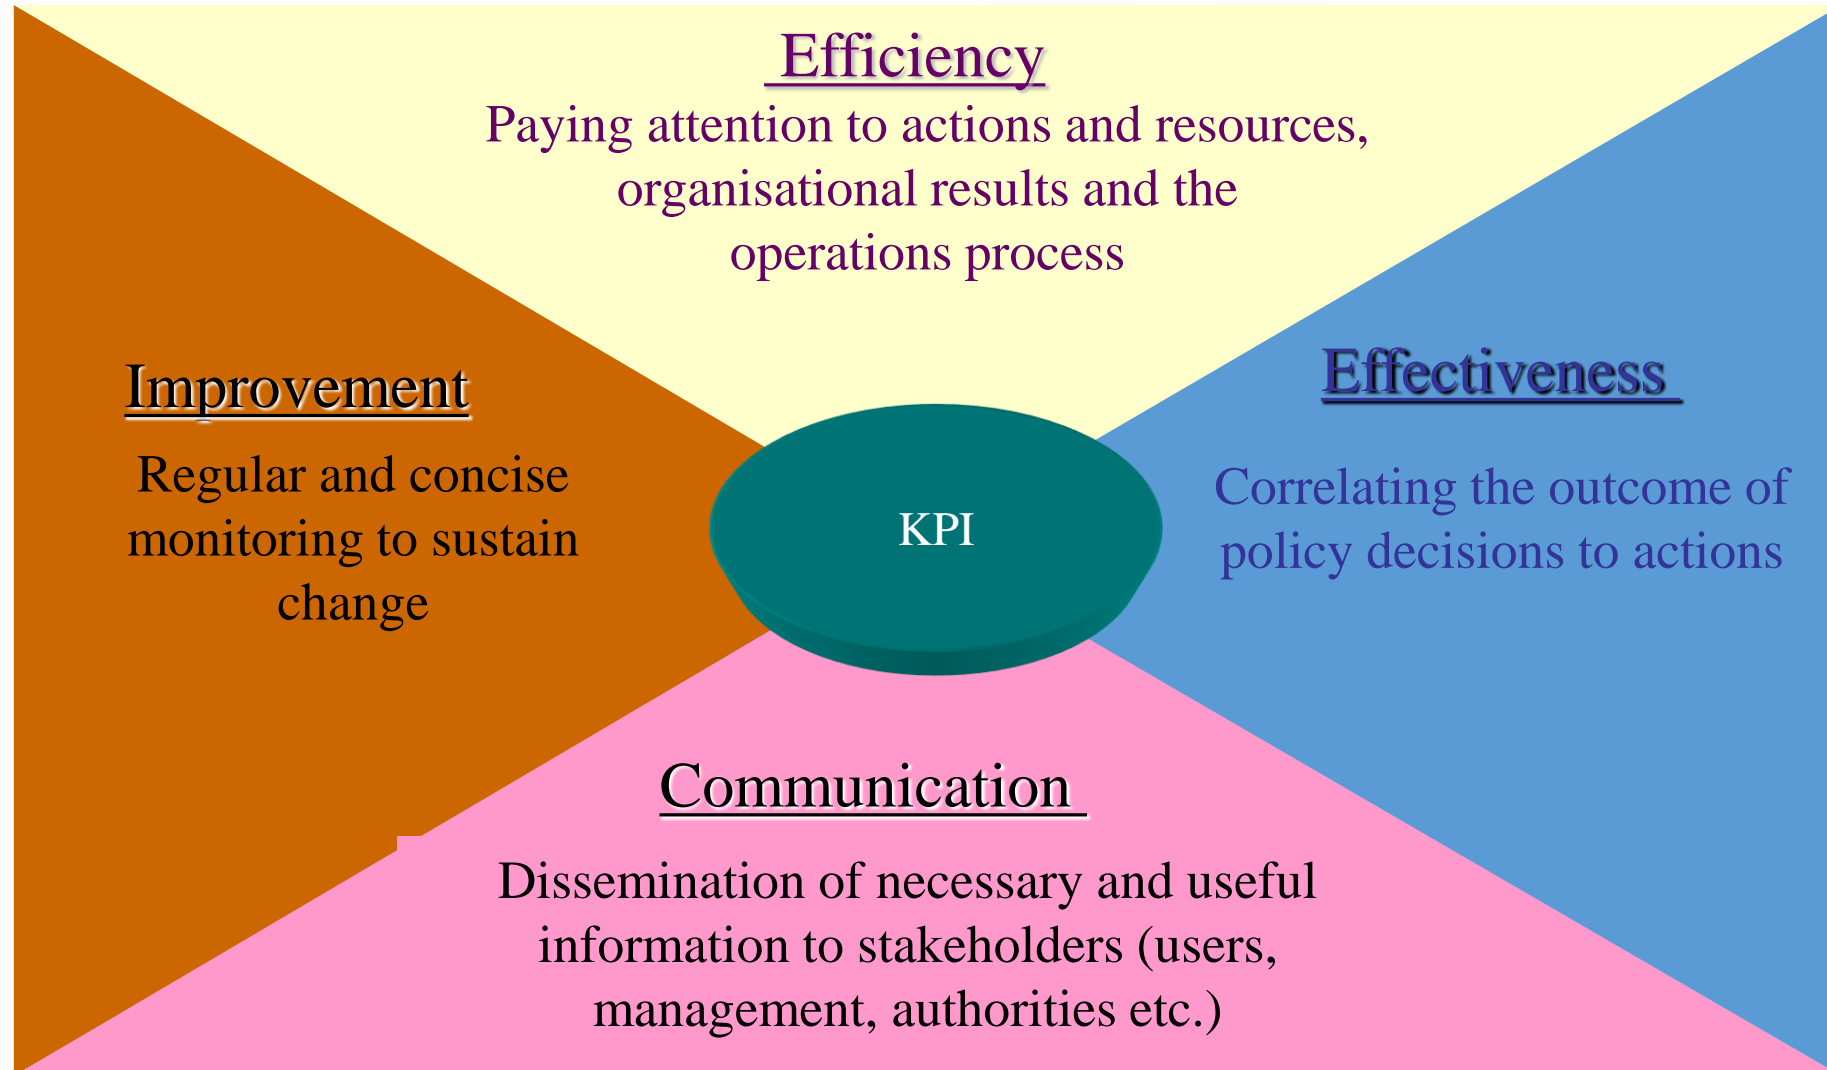 Efficiency
Paying attention to actions and resources,
organisational results and the
operations process
Improvement
Regular and concise
monitoring to sustain
change
KPI
Effectiveness
Correlating the outcome of
policy decisions to actions
Communication
Dissemination of necessary and useful
information to stakeholders (users,
management, authorities etc.)